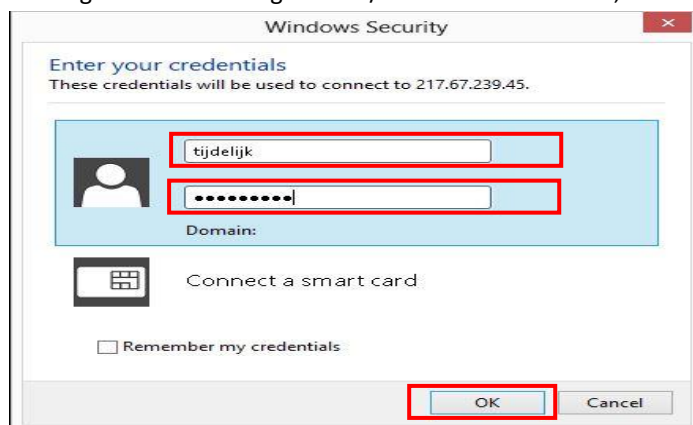 Windows Security
Enter your credentials
These credentials will be used to connect to 217.67.239.45.
tijdelijk
•••••••••
Domain:
Connect a smart card
Remember my credentials
OK
Cancel